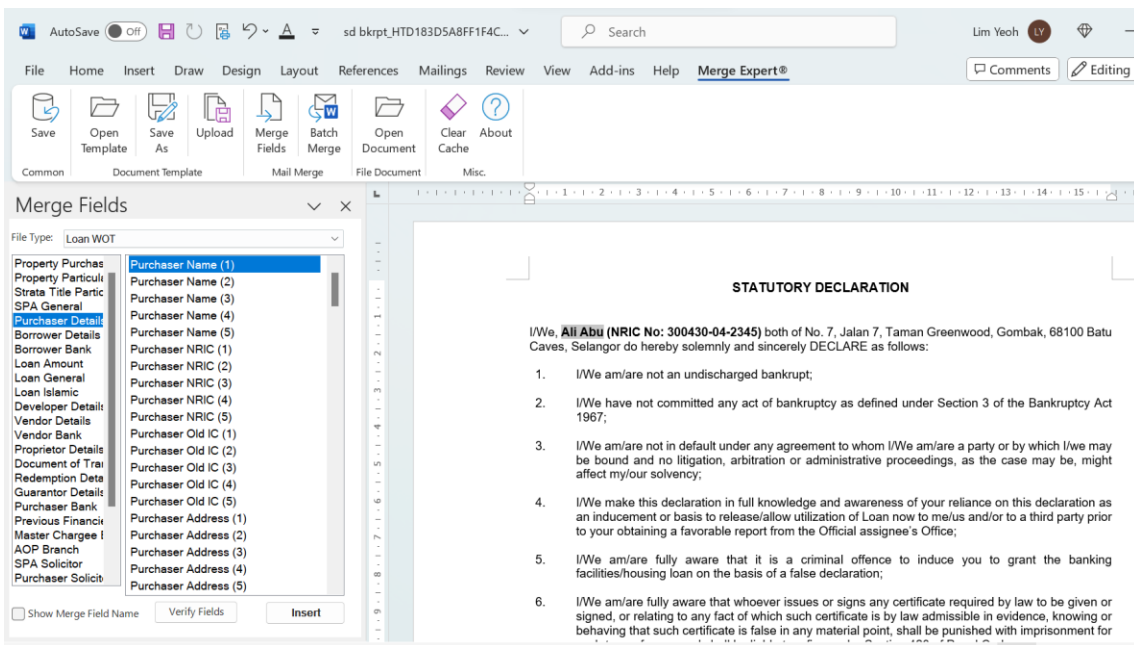 AutoSave Off sd bkrpt_HTD183D5A8FF1F4C... Search Lim Yeoh LY
File Home Insert Draw Design Layout References Mailings Review View Add-ins Help Merge Expert® Comments Editing
Save Open Template Save As Upload Merge Fields Batch Merge Open Document Clear Cache About
Common Document Template Mail Merge File Document Misc.
Merge Fields
File Type: Loan WOT
Property Purchas
Property Particula
Strata Title Partic
SPA General
Purchaser Details
Borrower Details
Borrower Bank
Loan Amount
Loan General
Loan Islamic
Developer Details
Vendor Details
Vendor Bank
Proprietor Details
Document of Tran
Redemption Deta
Guarantor Details
Purchaser Bank
Previous Financie
Master Chargee
AOP Branch
SPA Solicitor
Purchaser Solicit
Purchaser Name (1)
Purchaser Name (2)
Purchaser Name (3)
Purchaser Name (4)
Purchaser Name (5)
Purchaser NRIC (1)
Purchaser NRIC (2)
Purchaser NRIC (3)
Purchaser NRIC (4)
Purchaser NRIC (5)
Purchaser Old IC (1)
Purchaser Old IC (2)
Purchaser Old IC (3)
Purchaser Old IC (4)
Purchaser Old IC (5)
Purchaser Address (1)
Purchaser Address (2)
Purchaser Address (3)
Purchaser Address (4)
Purchaser Address (5)
Show Merge Field Name Verify Fields Insert
1 2 3 4 5 6 7 8 9 10 11 12 13 14 15
STATUTORY DECLARATION
I/We, Ali Abu (NRIC No: 300430-04-2345) both of No. 7, Jalan 7, Taman Greenwood, Gombak, 68100 Batu
Caves, Selangor do hereby solemnly and sincerely DECLARE as follows:
1. I/We am/are not an undischarged bankrupt;
2. I/We have not committed any act of bankruptcy as defined under Section 3 of the Bankruptcy Act
1967;
3. I/We am/are not in default under any agreement to whom I/We am/are a party or by which I/we may
be bound and no litigation, arbitration or administrative proceedings, as the case may be, might
affect my/our solvency;
4. I/We make this declaration in full knowledge and awareness of your reliance on this declaration as
an inducement or basis to release/allow utilization of Loan now to me/us and/or to a third party prior
to your obtaining a favorable report from the Official assignee's Office;
5. I/We am/are fully aware that it is a criminal offence to induce you to grant the banking
facilities/housing loan on the basis of a false declaration;
6. I/We am/are fully aware that whoever issues or signs any certificate required by law to be given or
signed, or relating to any fact of which such certificate is by law admissible in evidence, knowing or
behaving that such certificate is false in any material point, shall be punished with imprisonment for